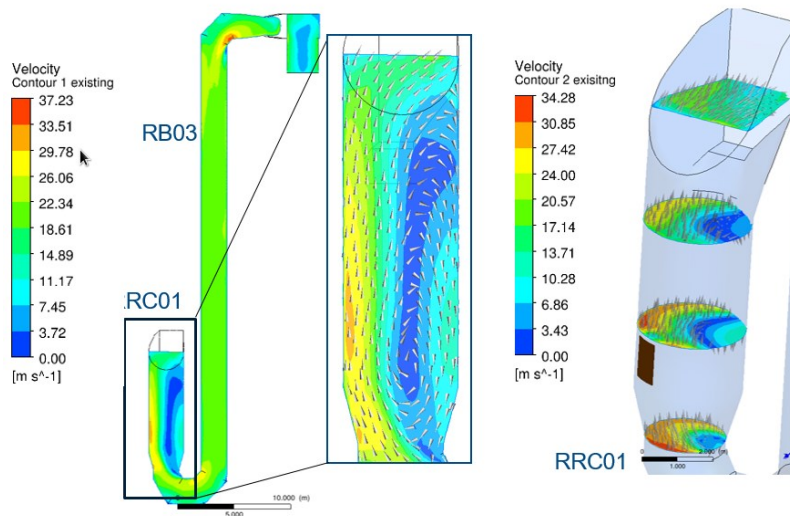 Velocity
Contour 1 existing
37.23
33.51
29.78
26.06
22.34
18.61
14.89
11.17
7.45
3.72
0.00
[m s^-1]
RB03
RRC01
0
10.000 (m)
5.000
Velocity
Contour 2 exisitng
34.28
30.85
27.42
24.00
20.57
17.14
13.71
10.28
6.86
3.43
0.00
[m s^-1]
RRC01
0
2.000 (m)
1.000